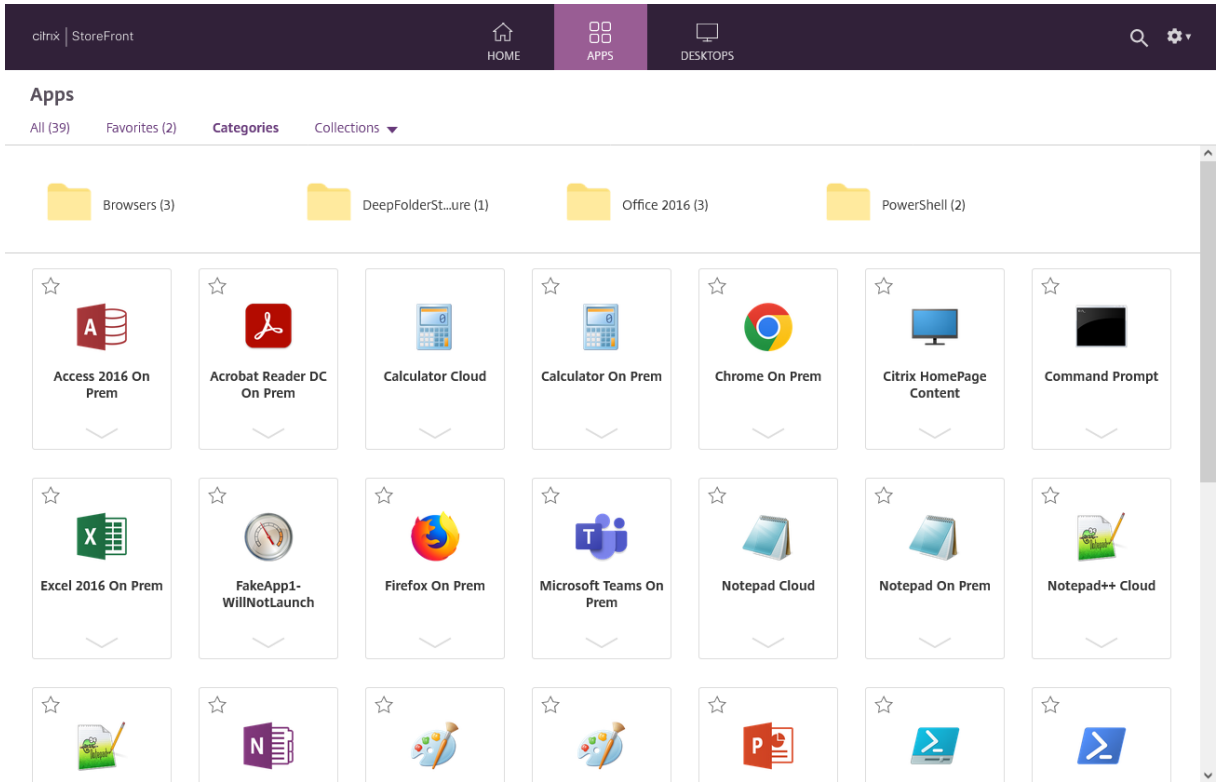 citrix | StoreFront
HOME
APPS
DESKTOPS
Apps
All (39)
Favorites (2)
Categories
Collections
Browsers (3)
DeepFolderSt...ure (1)
Office 2016 (3)
PowerShell (2)
Access 2016 On
Prem
Acrobat Reader DC
On Prem
Calculator Cloud
Calculator On Prem
Chrome On Prem
Citrix HomePage
Content
Command Prompt
Excel 2016 On Prem
FakeApp1-
WillNotLaunch
Firefox On Prem
Microsoft Teams On
Prem
Notepad Cloud
Notepad On Prem
Notepad++ Cloud